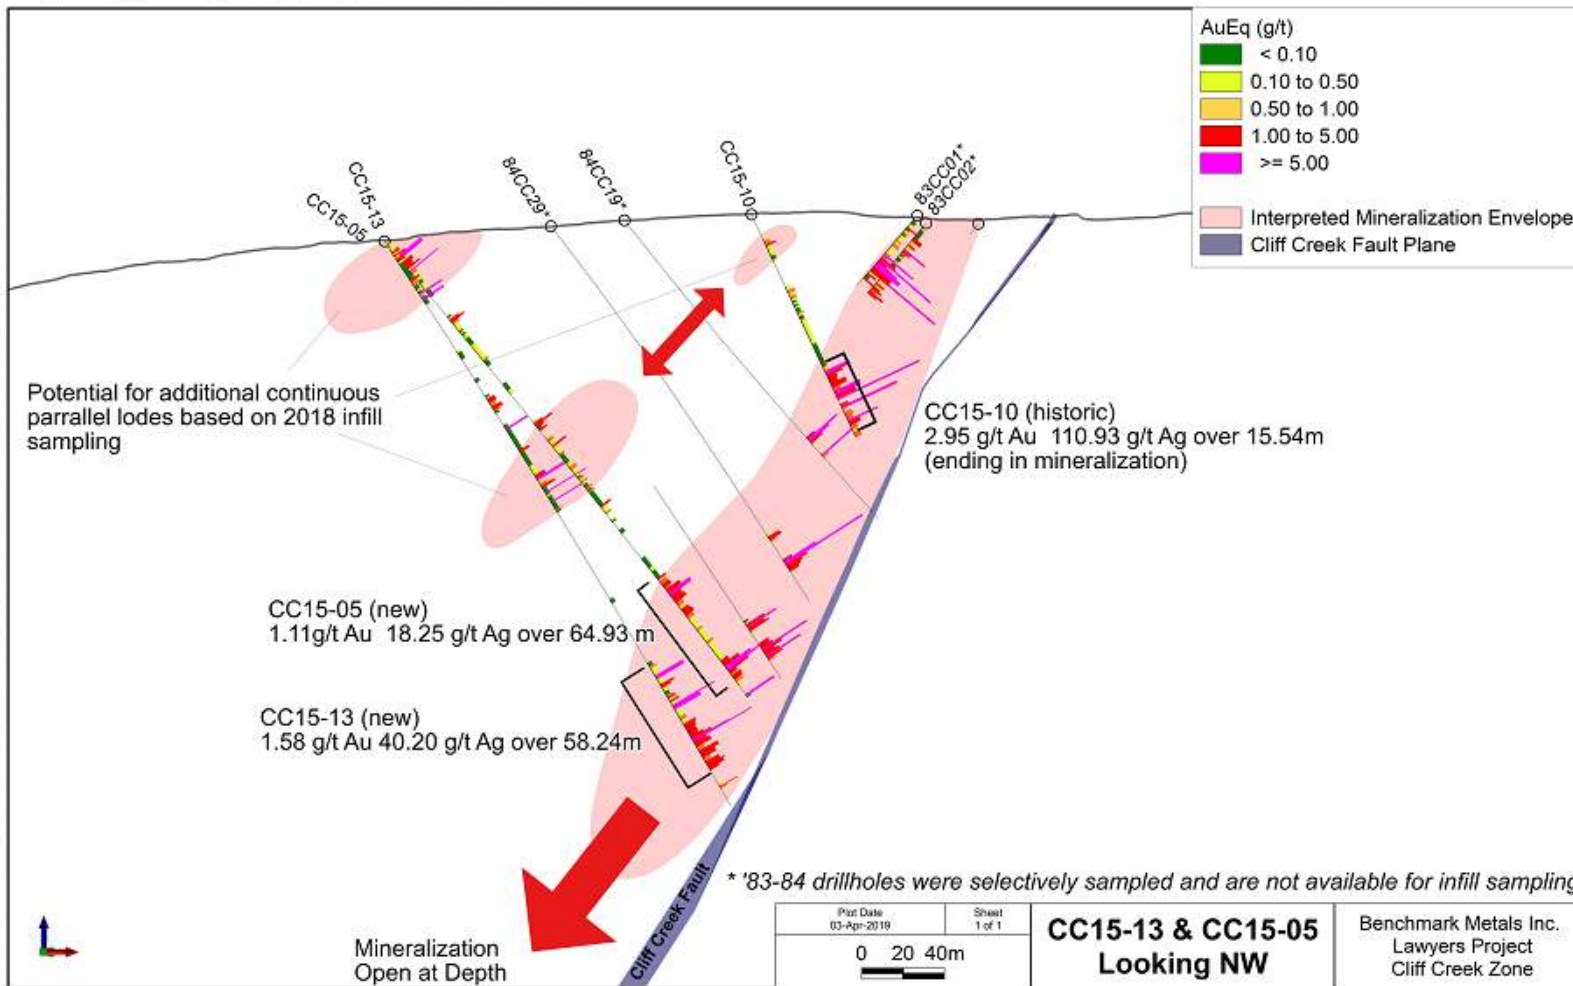 AuEq (g/t)
< 0.10
0.10 to 0.50
0.50 to 1.00
1.00 to 5.00
>= 5.00
Interpreted Mineralization Envelope
Cliff Creek Fault Plane
CC15-13
CC15-05
84CC29*
84CC19*
CC15-10
83CC01*
83CC02*
Potential for additional continuous
parrallel lodes based on 2018 infill
sampling
CC15-10 (historic)
2.95 g/t Au 110.93 g/t Ag over 15.54m
(ending in mineralization)
CC15-05 (new)
1.11g/t Au 18.25 g/t Ag over 64.93 m
CC15-13 (new)
1.58 g/t Au 40.20 g/t Ag over 58.24m
Mineralization
Open at Depth
Cliff Creek Fault
* '83-84 drillholes were selectively sampled and are not available for infill sampling
Plot Date
03-Apr-2019
Sheet
1 of 1
0 20 40m
CC15-13 & CC15-05
Looking NW
Benchmark Metals Inc.
Lawyers Project
Cliff Creek Zone